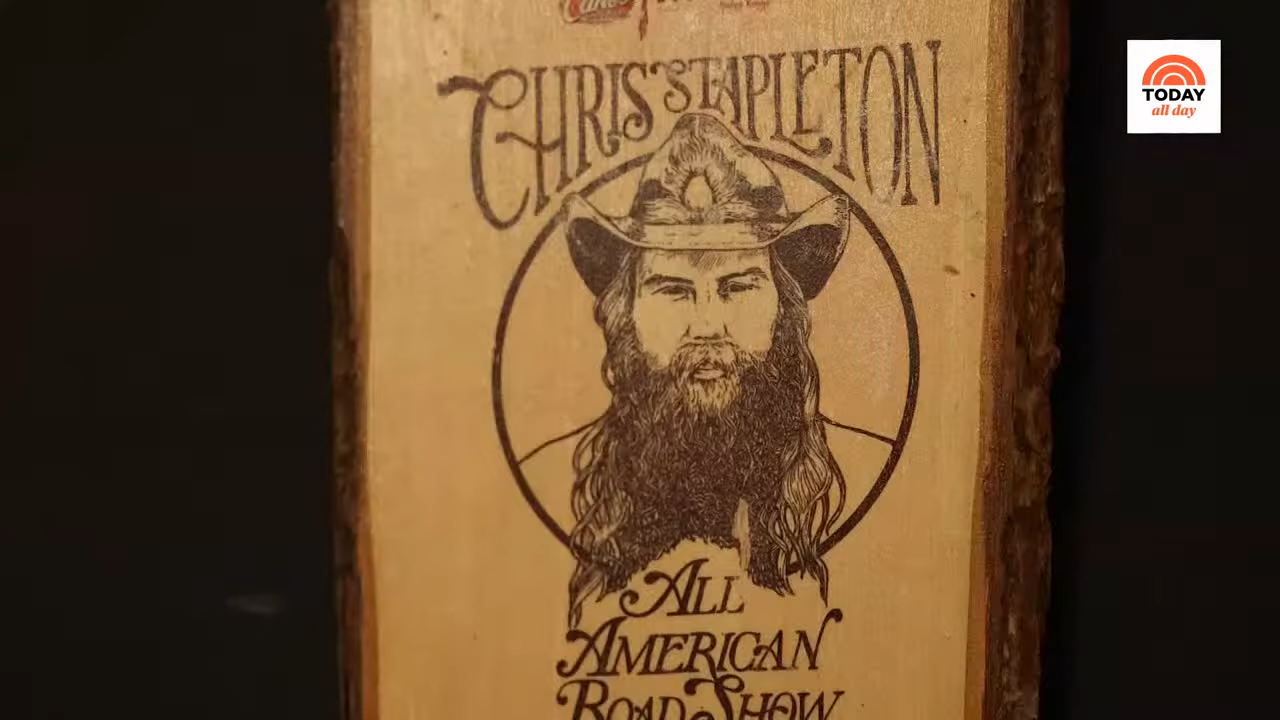 CHRIS STAPLETON
TODAY
all day
ALL
AMERICAN
ROAD SHOW